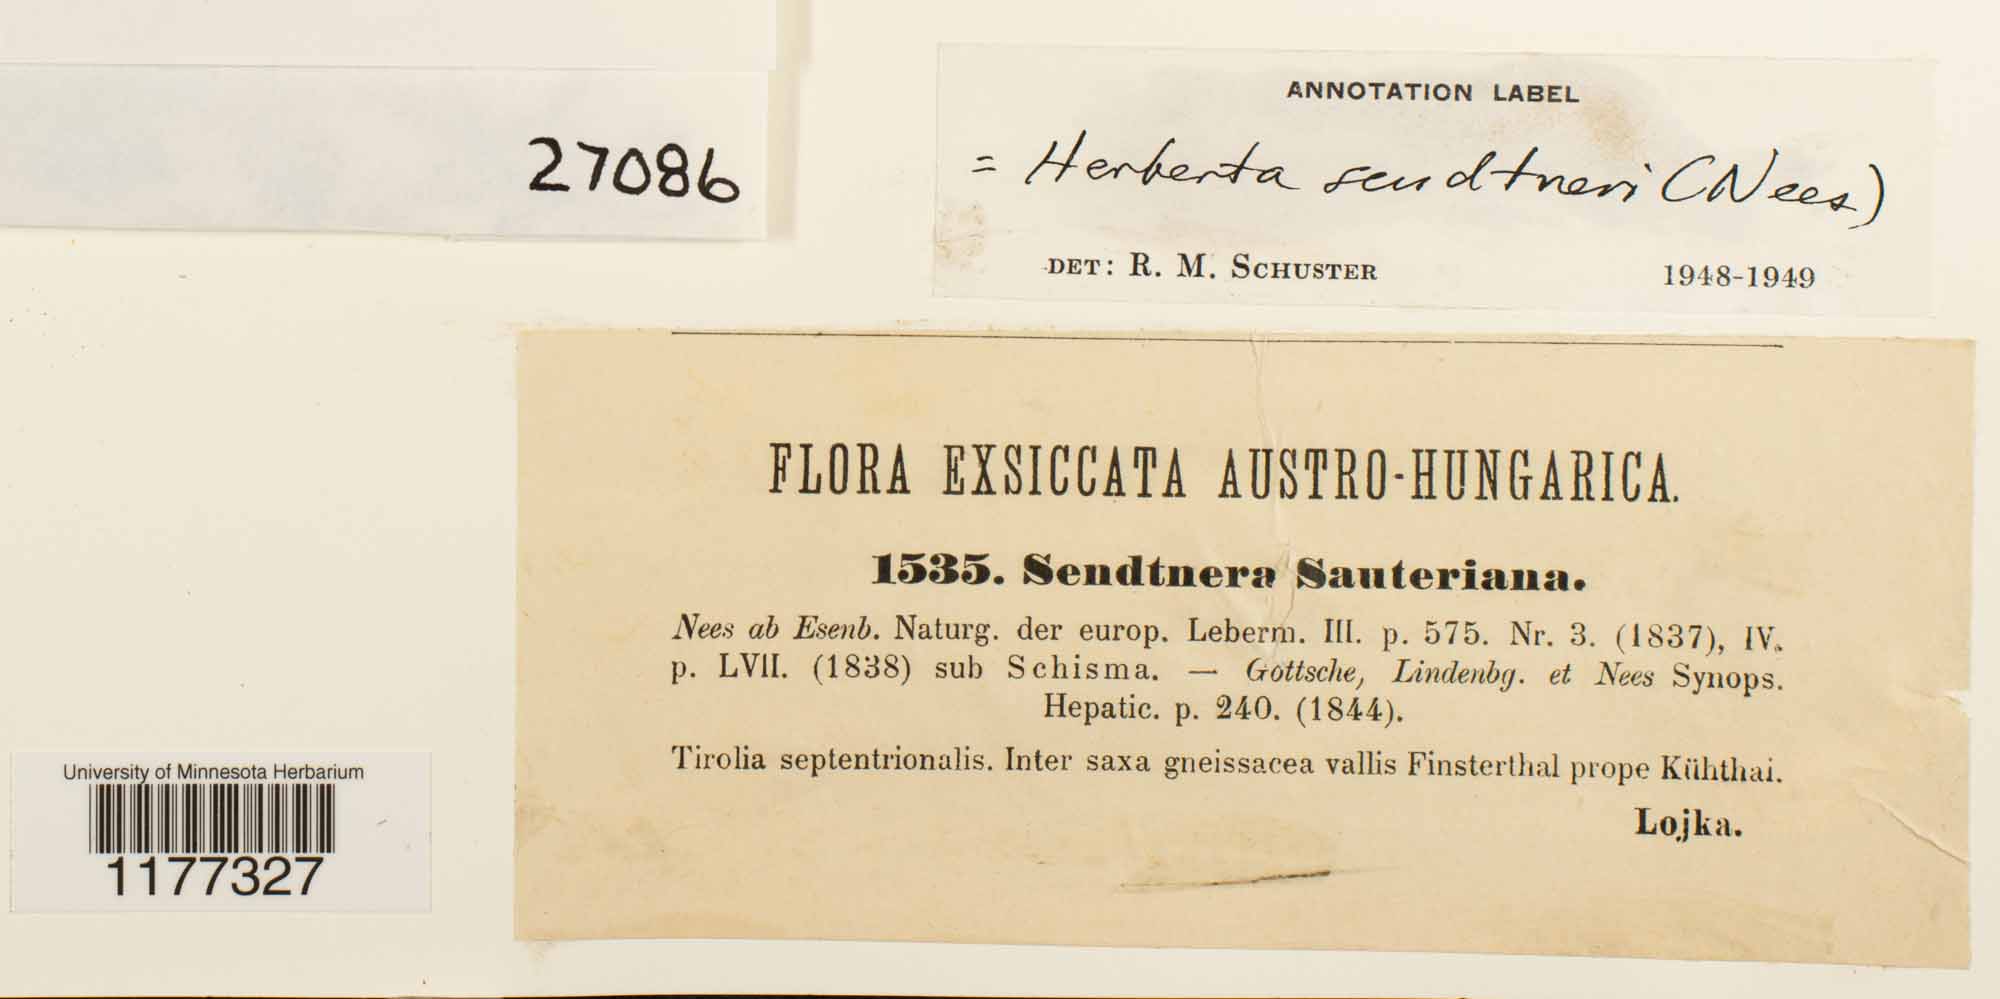 27086
ANNOTATION LABEL
= Herberta sendtneri (Nees)
DET: R. M. SCHUSTER 1948-1949
FLORA EXSICCATA AUSTRO-HUNGARICA.
1535. Sendtnera Sauteriana.
Nees ab Esenb. Naturg. der europ. Leberm. III. p. 575. Nr. 3. (1837), IV.
p. LVII. (1838) sub Schisma. — Gottsche, Lindenbg. et Nees Synops.
Hepatic. p. 240. (1844).
Tirolia septentrionalis. Inter saxa gneissacea vallis Finsterthal prope Kühthai.
Lojka.
University of Minnesota Herbarium
1177327